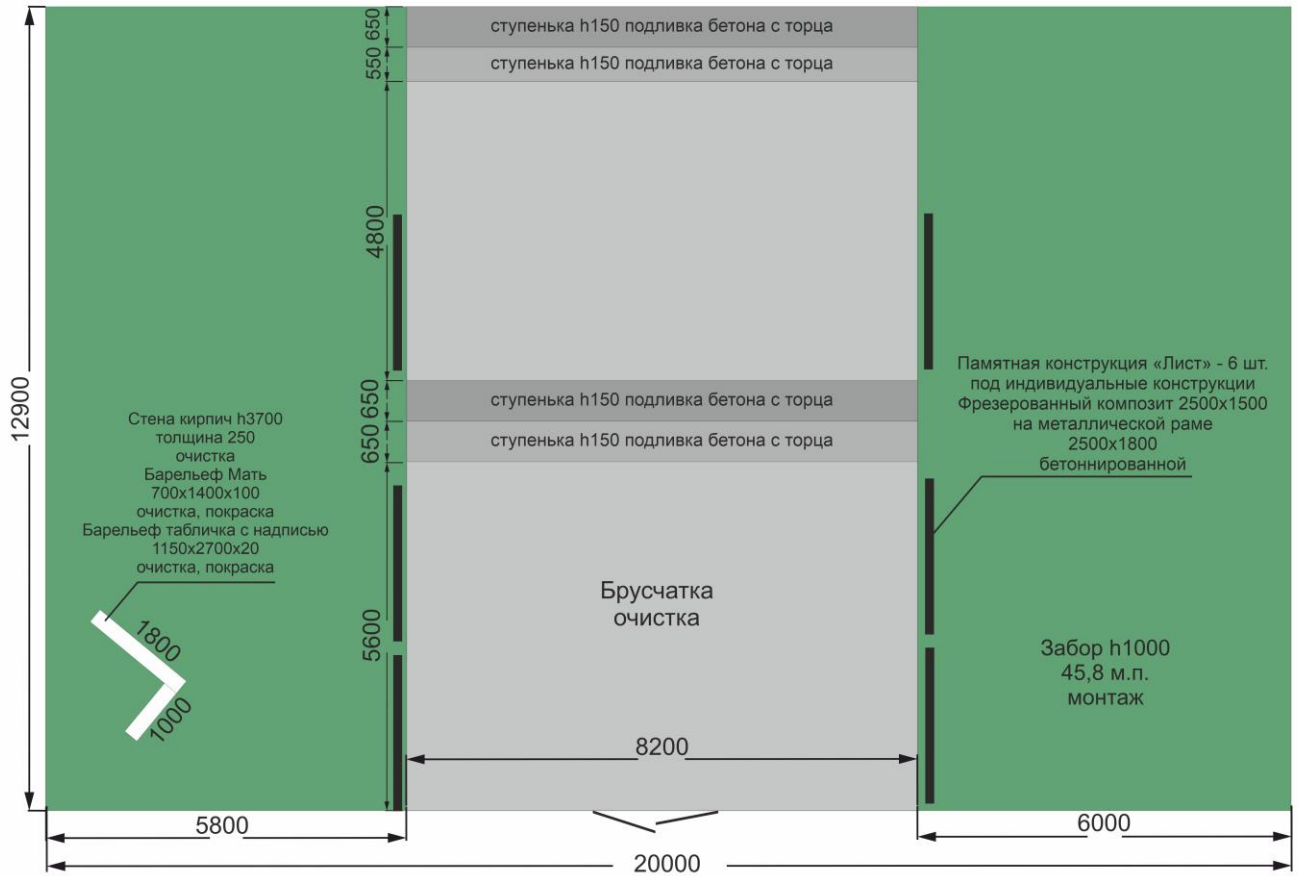 650
ступенька h150 подливка бетона с торца
550
ступенька h150 подливка бетона с торца
4800
12900
650
ступенька h150 подливка бетона с торца
650
ступенька h150 подливка бетона с торца
Стена кирпич h3700
толщина 250
очистка
Барельеф Мать
700х1400х100
очистка, покраска
Барельеф табличка с надписью
1150х2700х20
очистка, покраска
1800
1000
5600
Брусчатка
очистка
8200
Памятная конструкция «Лист» - 6 шт.
под индивидуальные конструкции
Фрезерованный композит 2500х1500
на металлической раме
2500х1800
бетоннированной
Забор h1000
45,8 м.п.
монтаж
5800
6000
20000